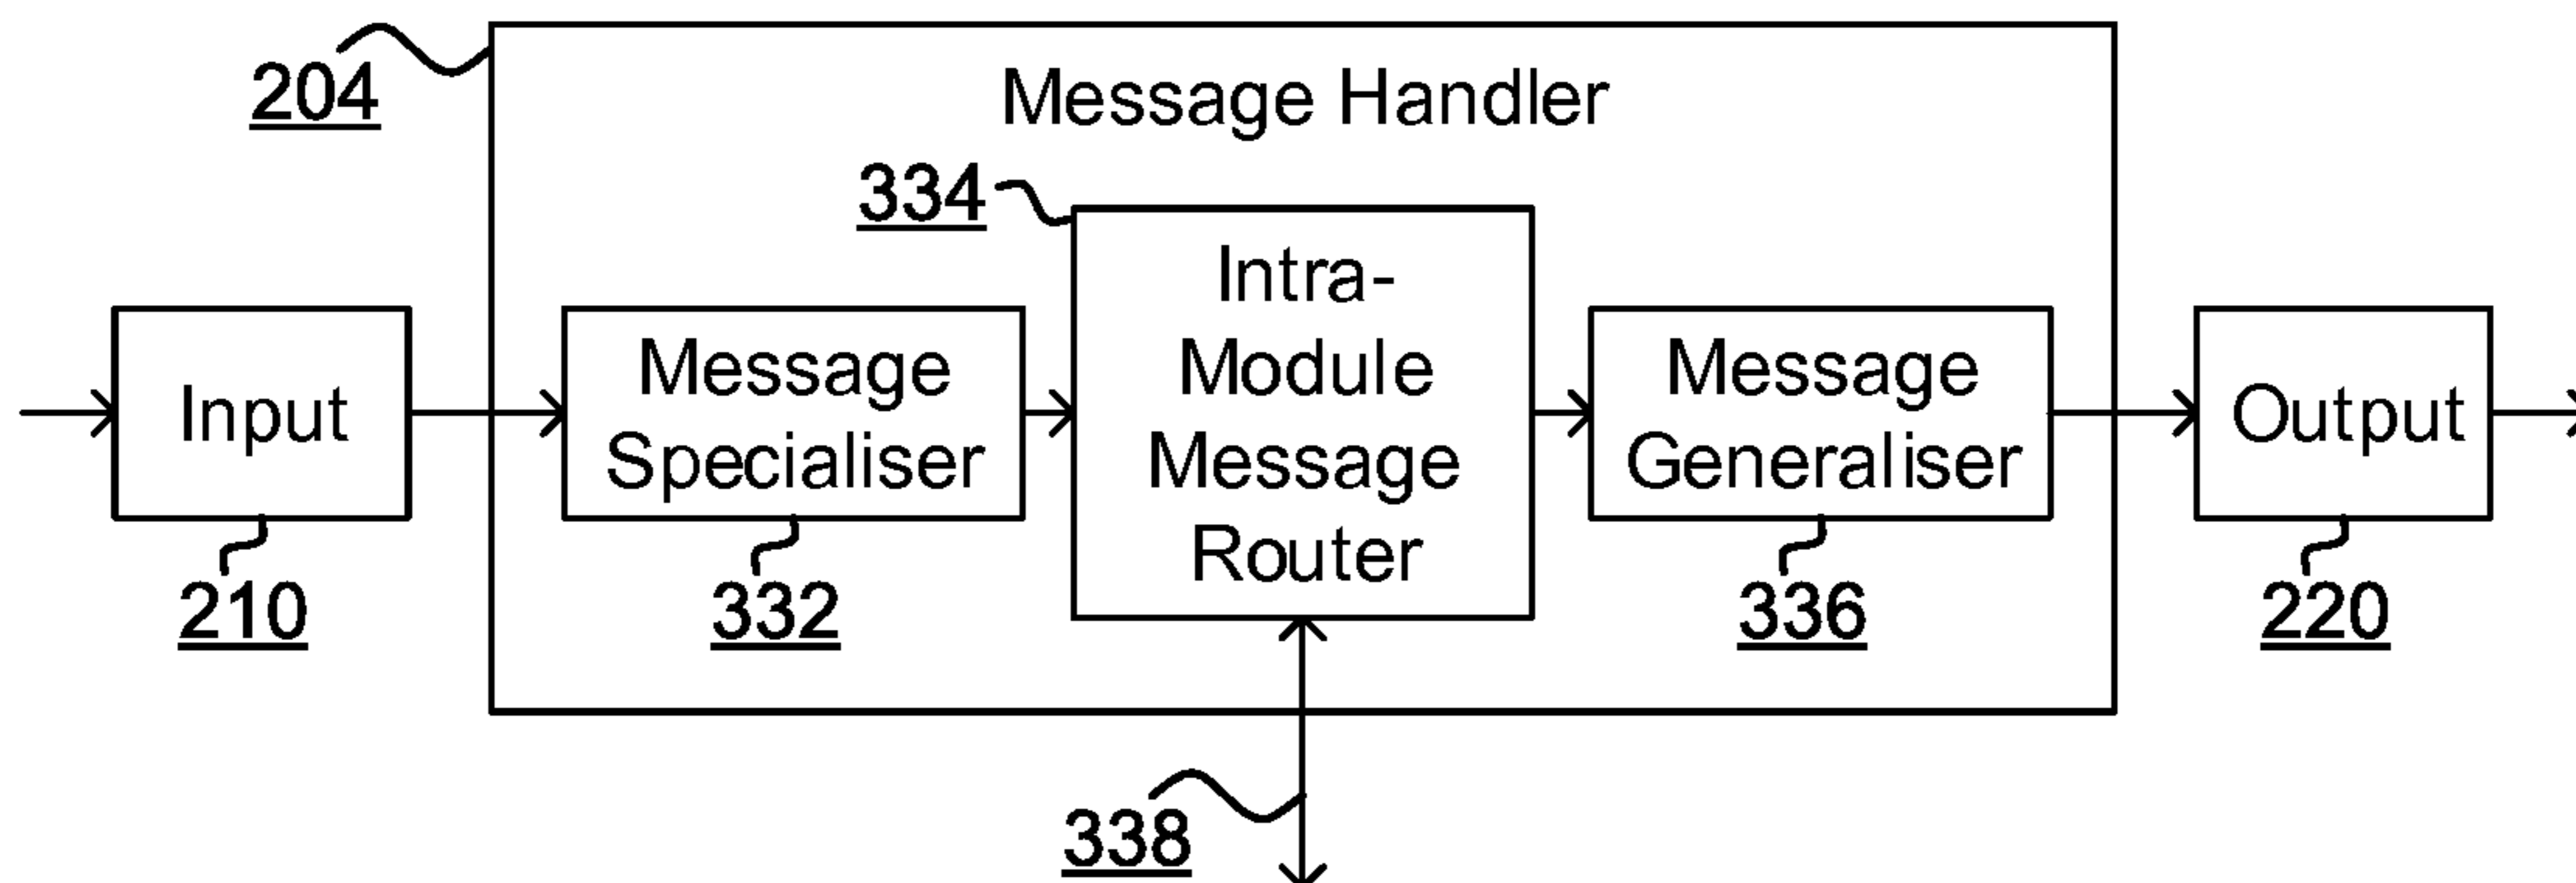 204
Message Handler
334
Intra-
Module
Message
Router
Input
Message
Specialiser
Message
Generaliser
Output
210
332
336
220
338